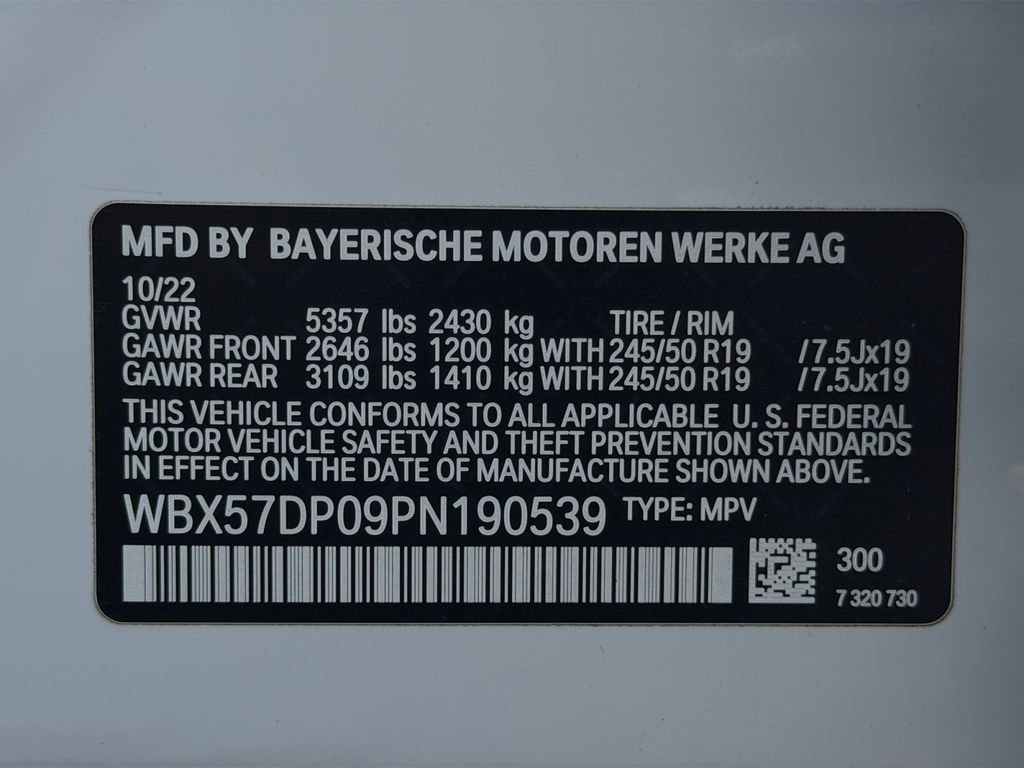 MFD BY BAYERISCHE MOTOREN WERKE AG
10/22
GVWR 5357 lbs 2430 kg TIRE / RIM
GAWR FRONT 2646 lbs 1200 kg WITH 245/50 R19 /7.5Jx19
GAWR REAR 3109 lbs 1410 kg WITH 245/50 R19 /7.5Jx19
THIS VEHICLE CONFORMS TO ALL APPLICABLE U. S. FEDERAL
MOTOR VEHICLE SAFETY AND THEFT PREVENTION STANDARDS
IN EFFECT ON THE DATE OF MANUFACTURE SHOWN ABOVE.
WBX57DP09PN190539 TYPE: MPV
300
7 320 730